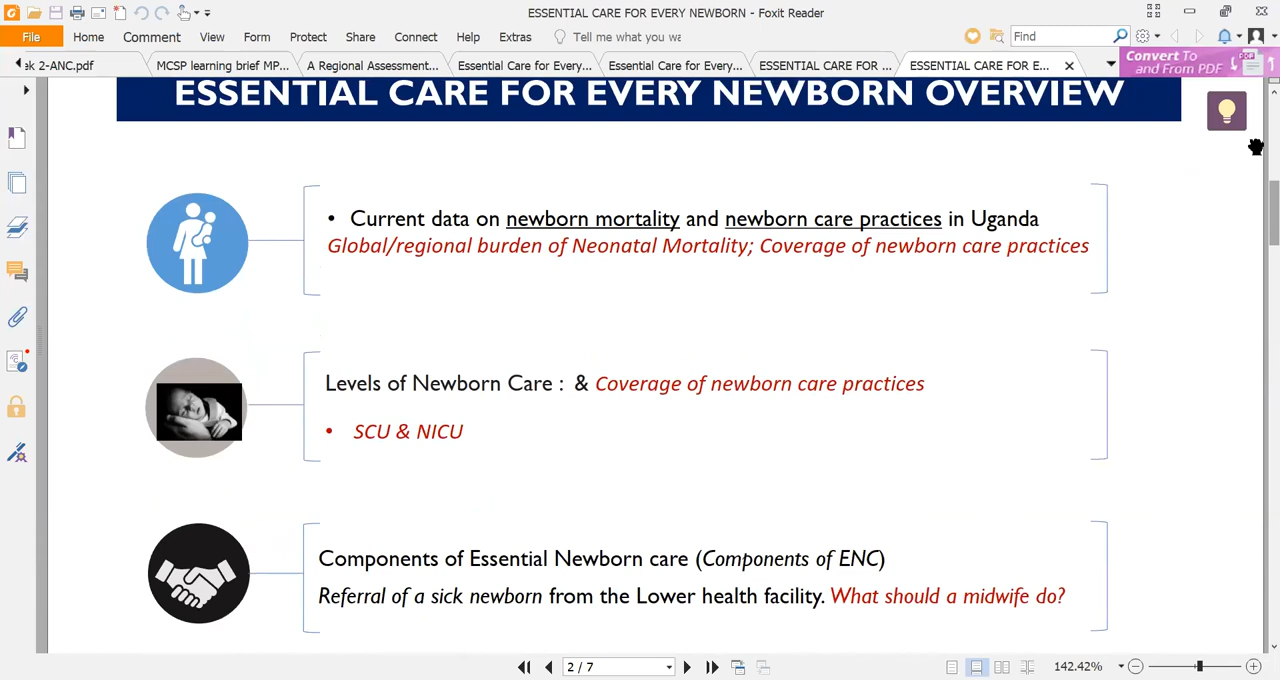 ESSENTIAL CARE FOR EVERY NEWBORN - Foxit Reader
File Home Comment View Form Protect Share Connect Help Extras Tell me what you wa Find
ek 2-ANC.pdf MCSP learning brief MP... A Regional Assessment... Essential Care for Every... Essential Care for Every... ESSENTIAL CARE FOR ... ESSENTIAL CARE FOR E... Convert To
and From PDF PDF
ESSENTIAL CARE FOR EVERY NEWBORN OVERVIEW
• Current data on newborn mortality and newborn care practices in Uganda
Global/regional burden of Neonatal Mortality; Coverage of newborn care practices
Levels of Newborn Care : & Coverage of newborn care practices
• SCU & NICU
Components of Essential Newborn care (Components of ENC)
Referral of a sick newborn from the Lower health facility. What should a midwife do?
2 / 7 142.42%